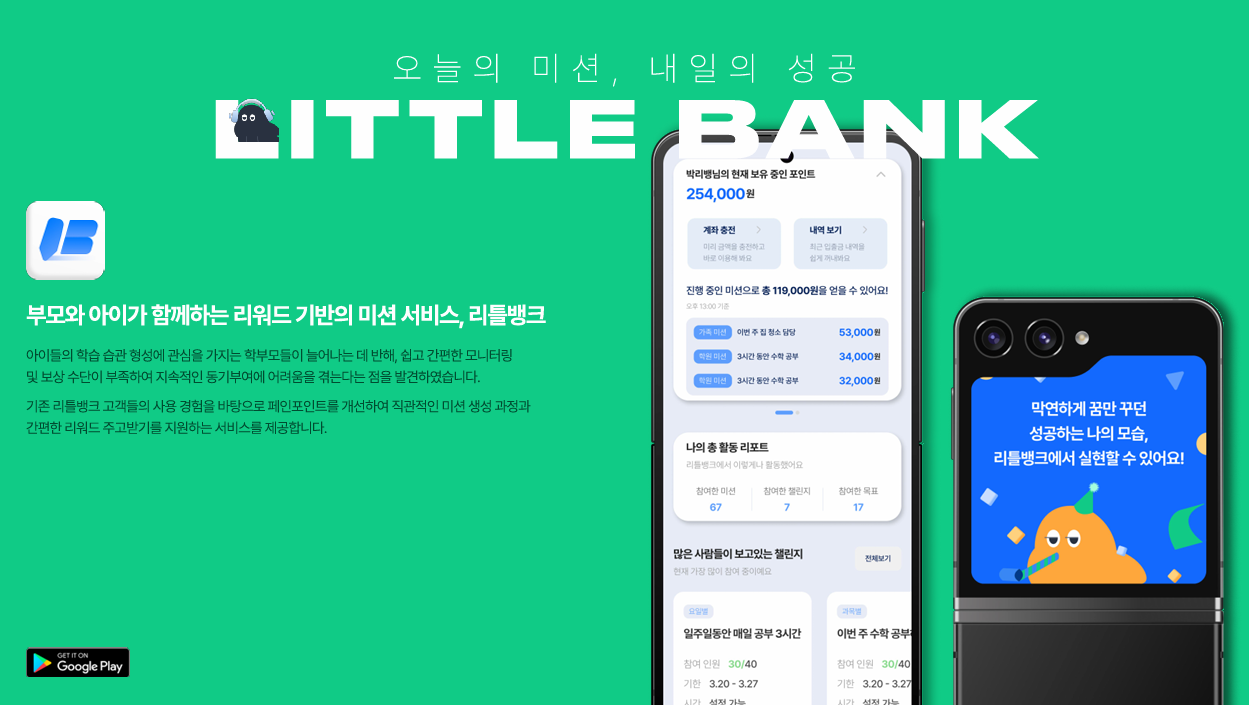 오늘의 미션, 내일의 성공
LITTLE BANK
부모와 아이가 함께하는 리워드 기반의 미션 서비스, 리틀뱅크
아이들의 학습 습관 형성에 관심을 가지는 학부모들이 늘어나는 데 반해, 쉽고 간편한 모니터링
및 보상 수단이 부족하여 지속적인 동기부여에 어려움을 겪는다는 점을 발견하였습니다.
기존 리틀뱅크 고객들의 사용 경험을 바탕으로 페인포인트를 개선하여 직관적인 미션 생성 과정과
간편한 리워드 주고받기를 지원하는 서비스를 제공합니다.
GET IT ON
Google Play
박리뱅님의 현재 보유 중인 포인트
254,000원
계좌 충전
미리 금액을 충전하고
바로 이용해 봐요
내역 보기
최근 입출금 내역을
쉽게 꺼내봐요
진행 중인 미션으로 총 119,000원을 얻을 수 있어요!
오후 13:00 기준
가족 미션 이번 주 집 청소 담당 53,000원
학원 미션 3시간 동안 수학 공부 34,000원
학원 미션 3시간 동안 수학 공부 32,000원
나의 총 활동 리포트
리틀뱅크에서 이렇게나 활동했어요
참여한 미션 참여한 챌린지 참여한 목표
67 7 17
많은 사람들이 보고있는 챌린지
전체보기
현재 가장 많이 참여 중이예요
요일별
일주일동안 매일 공부 3시간
참여 인원 30/40
기한 3.20 - 3.27
시간 설정 가능
과목별
이번 주 수학 공부
참여 인원 30/40
기한 3.20 - 3.27
시간 설정 가능
막연하게 꿈만 꾸던
성공하는 나의 모습,
리틀뱅크에서 실현할 수 있어요!